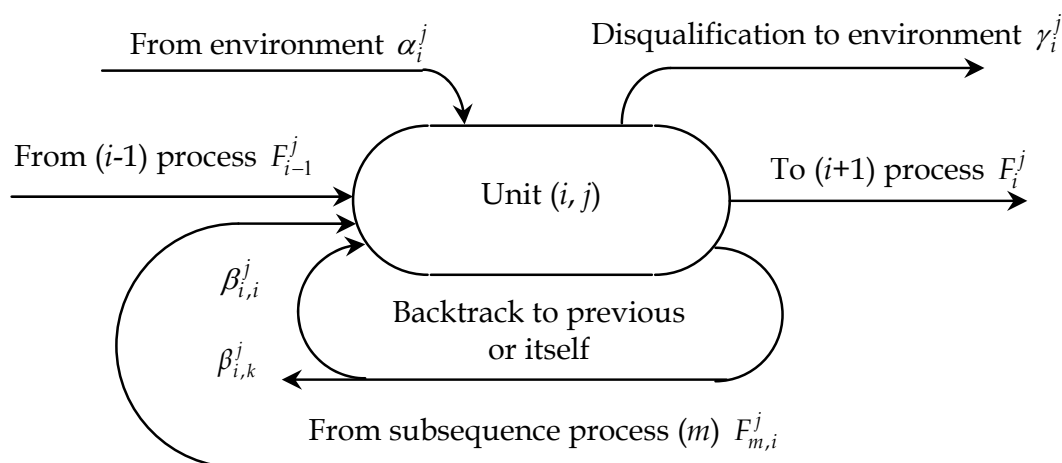 From environment α_i^j
Disqualification to environment γ_i^j
From (i-1) process F_{i-1}^j
Unit (i, j)
To (i+1) process F_i^j
β_{i,i}^j
Backtrack to previous
or itself
β_{i,k}^j
From subsequence process (m) F_{m,i}^j